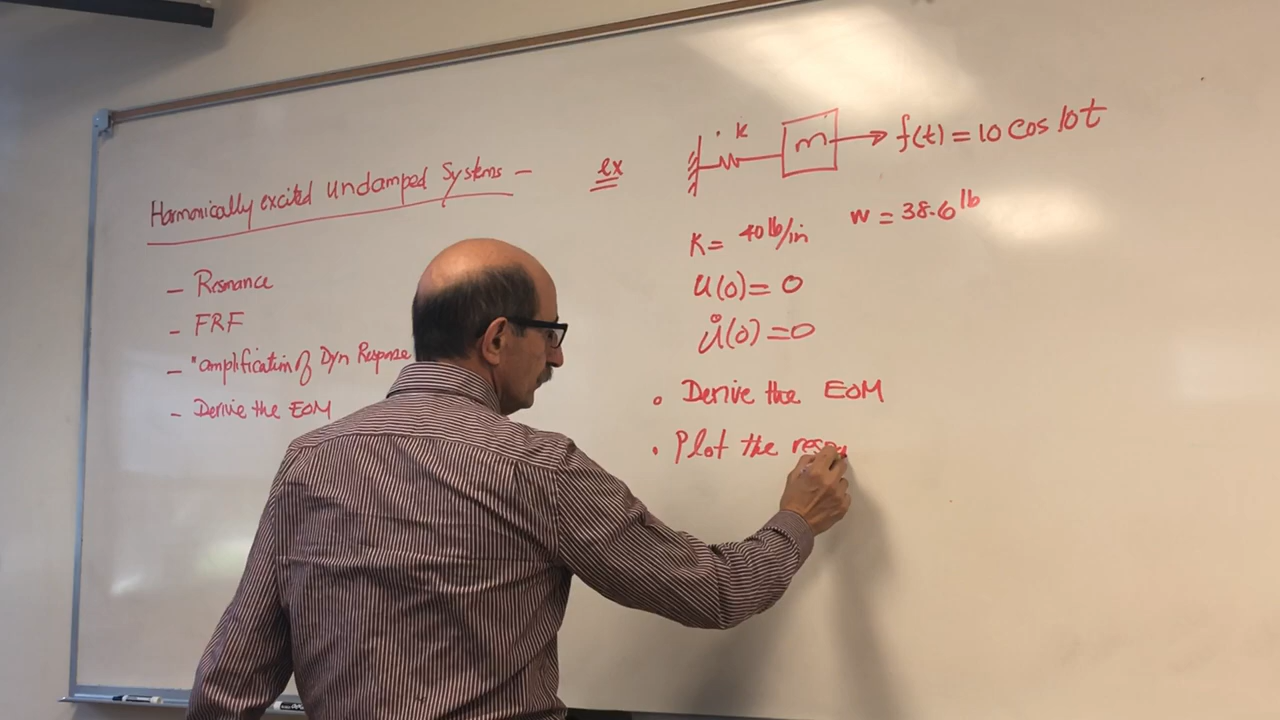 Harmonically excited Undamped Systems –
– Resonance
– FRF
– "amplification of Dyn Response
– Derive the EOM
ex
k
m
f(t) = 10 cos 10t
K = 40 lb/in
w = 38.6 lb
u(0) = 0
u̇(0) = 0
• Derive the EOM
• Plot the respo